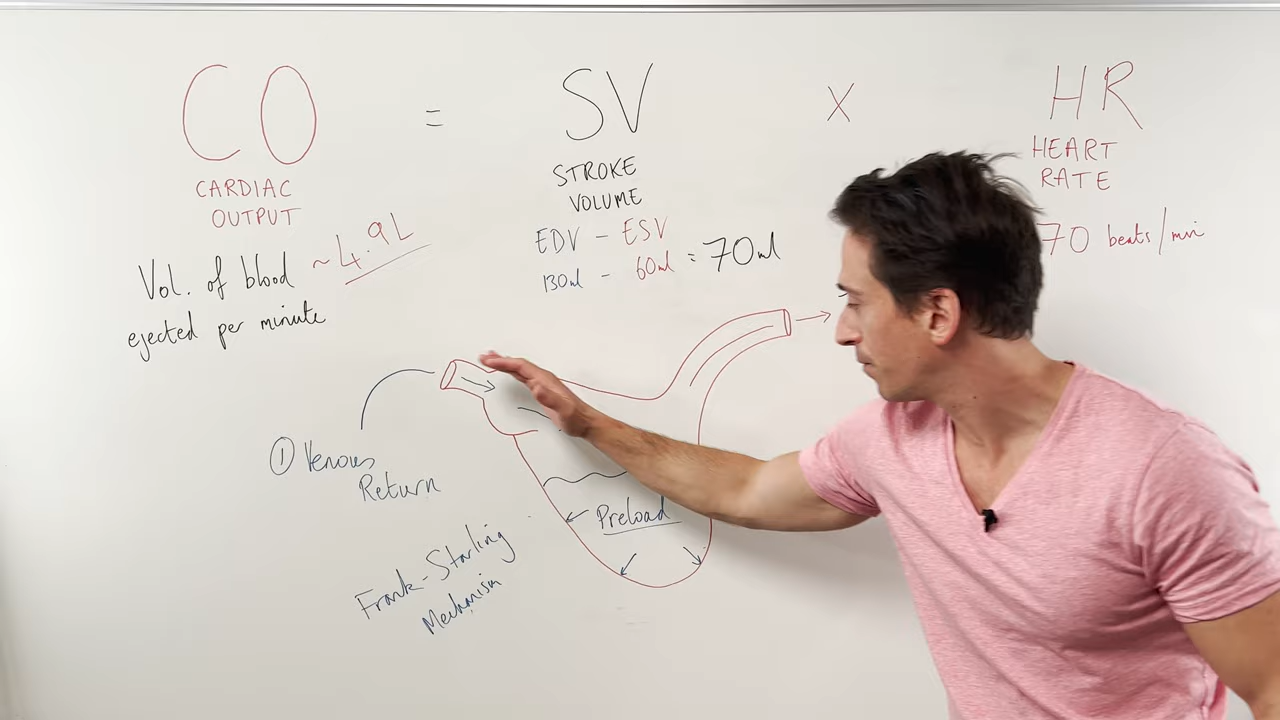 CO = SV X HR
CARDIAC
OUTPUT
STROKE
VOLUME
HEART
RATE
Vol. of blood
ejected per minute
~4.9L
EDV - ESV
130ml - 60ml = 70ml
70 beats/min
① Venous
Return
Preload
Frank-Starling
Mechanism